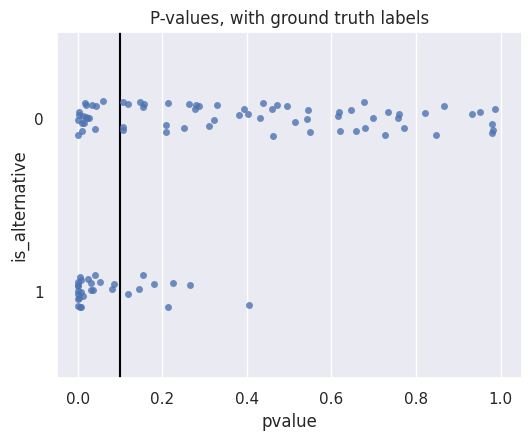 P-values, with ground truth labels
is_alternative
0
1
0.0 0.2 0.4 0.6 0.8 1.0
pvalue